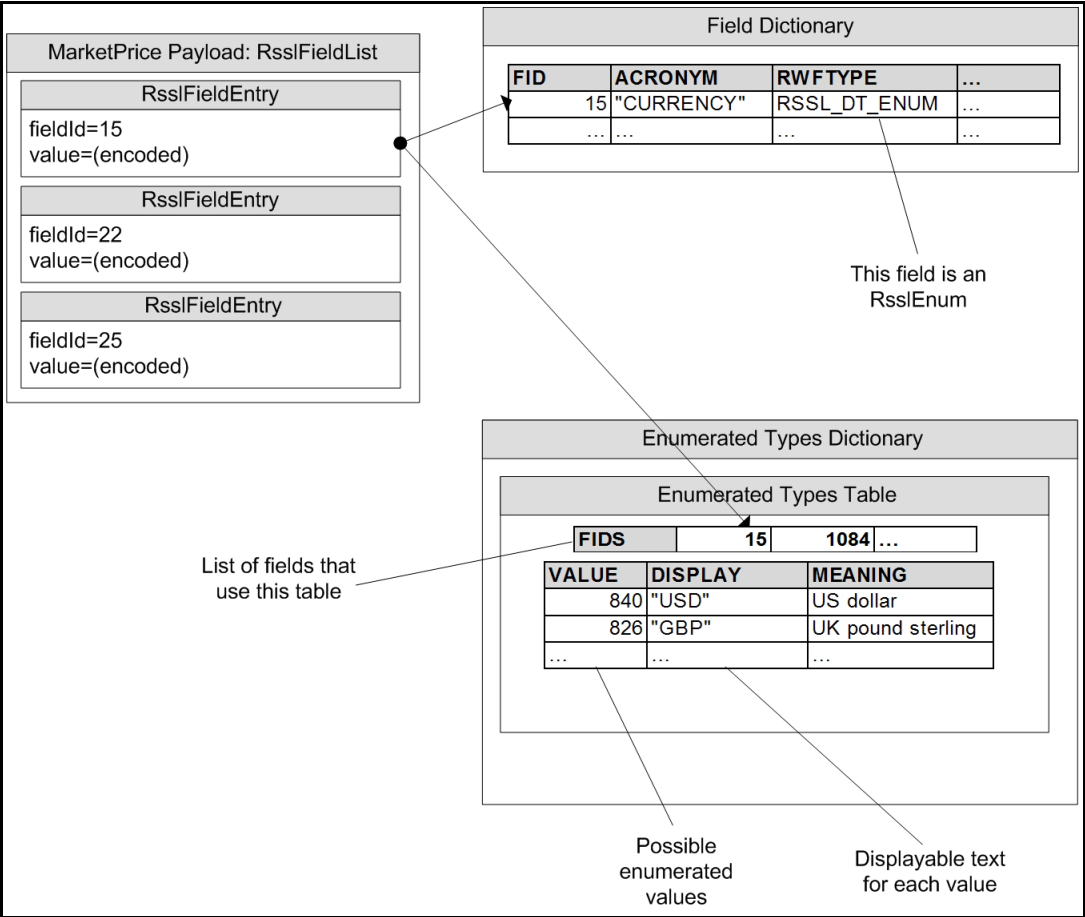 MarketPrice Payload: RsslFieldList
RsslFieldEntry
fieldId=15
value=(encoded)
RsslFieldEntry
fieldId=22
value=(encoded)
RsslFieldEntry
fieldId=25
value=(encoded)
Field Dictionary
FID ACRONYM RWFTYPE ...
15 "CURRENCY" RSSL_DT_ENUM ...
... ... ... ...
This field is an
RsslEnum
Enumerated Types Dictionary
Enumerated Types Table
FIDS 15 1084 ...
VALUE DISPLAY MEANING
840 "USD" US dollar
826 "GBP" UK pound sterling
... ... ...
List of fields that
use this table
Possible
enumerated
values
Displayable text
for each value